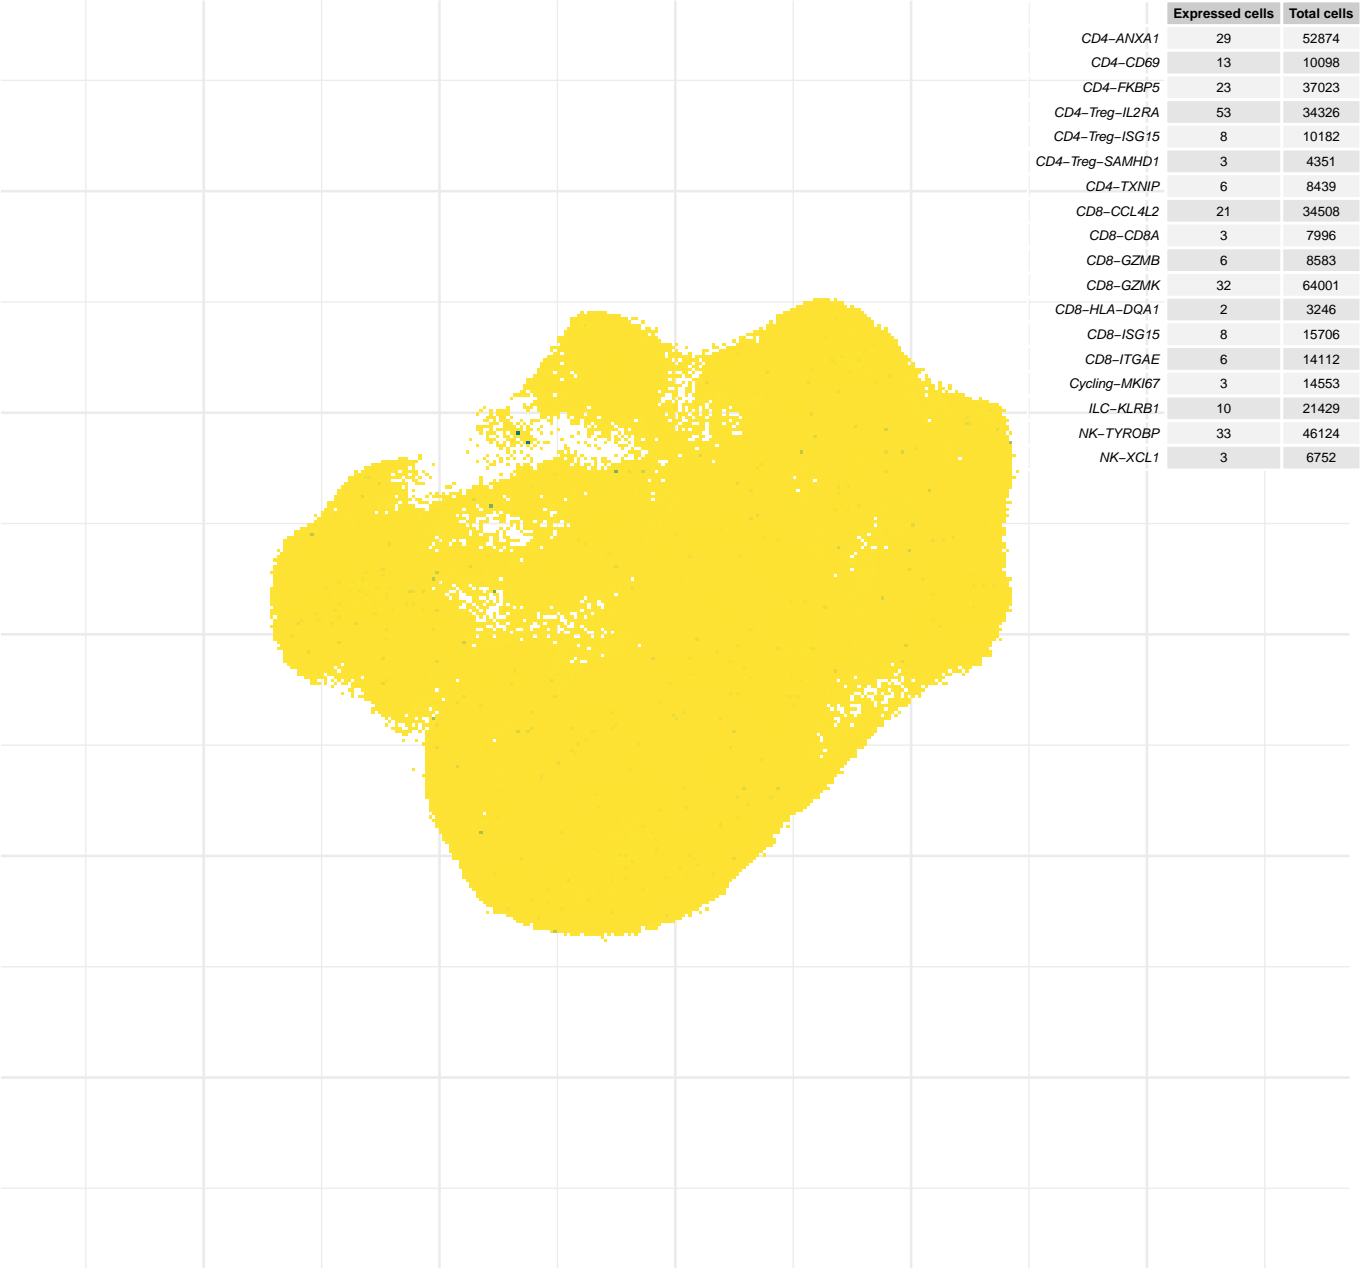 Expressed cells Total cells
CD4−ANXA1 29 52874
CD4−CD69 13 10098
CD4−FKBP5 23 37023
CD4−Treg−IL2RA 53 34326
CD4−Treg−ISG15 8 10182
CD4−Treg−SAMHD1 3 4351
CD4−TXNIP 6 8439
CD8−CCL4L2 21 34508
CD8−CD8A 3 7996
CD8−GZMB 6 8583
CD8−GZMK 32 64001
CD8−HLA−DQA1 2 3246
CD8−ISG15 8 15706
CD8−ITGAE 6 14112
Cycling−MKI67 3 14553
ILC−KLRB1 10 21429
NK−TYROBP 33 46124
NK−XCL1 3 6752